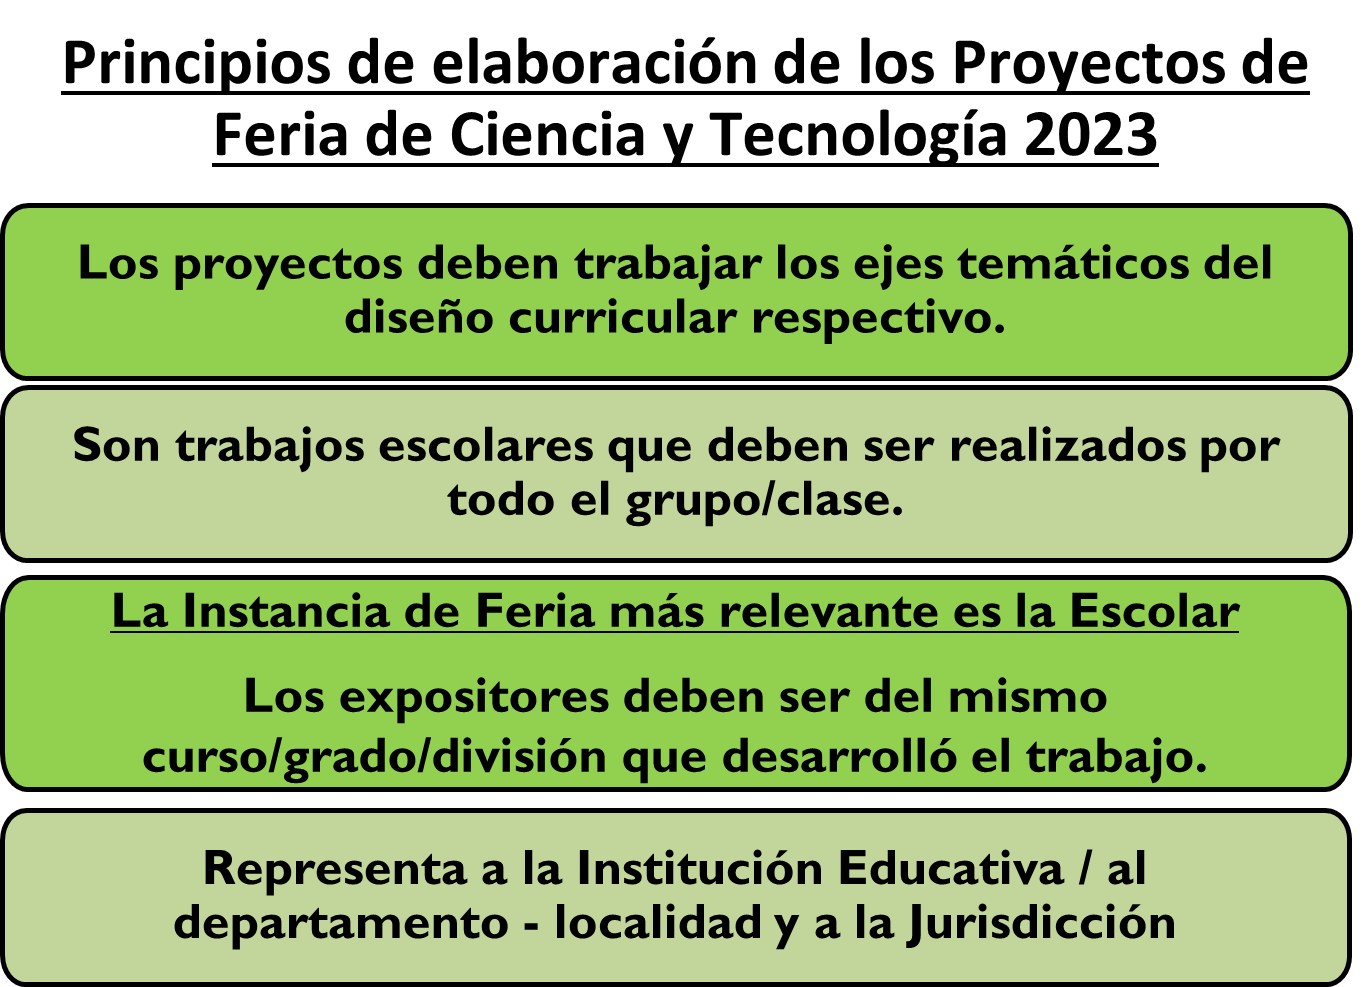 Principios de elaboración de los Proyectos de
Feria de Ciencia y Tecnología 2023
Los proyectos deben trabajar los ejes temáticos del
diseño curricular respectivo.
Son trabajos escolares que deben ser realizados por
todo el grupo/clase.
La Instancia de Feria más relevante es la Escolar
Los expositores deben ser del mismo
curso/grado/división que desarrolló el trabajo.
Representa a la Institución Educativa / al
departamento - localidad y a la Jurisdicción